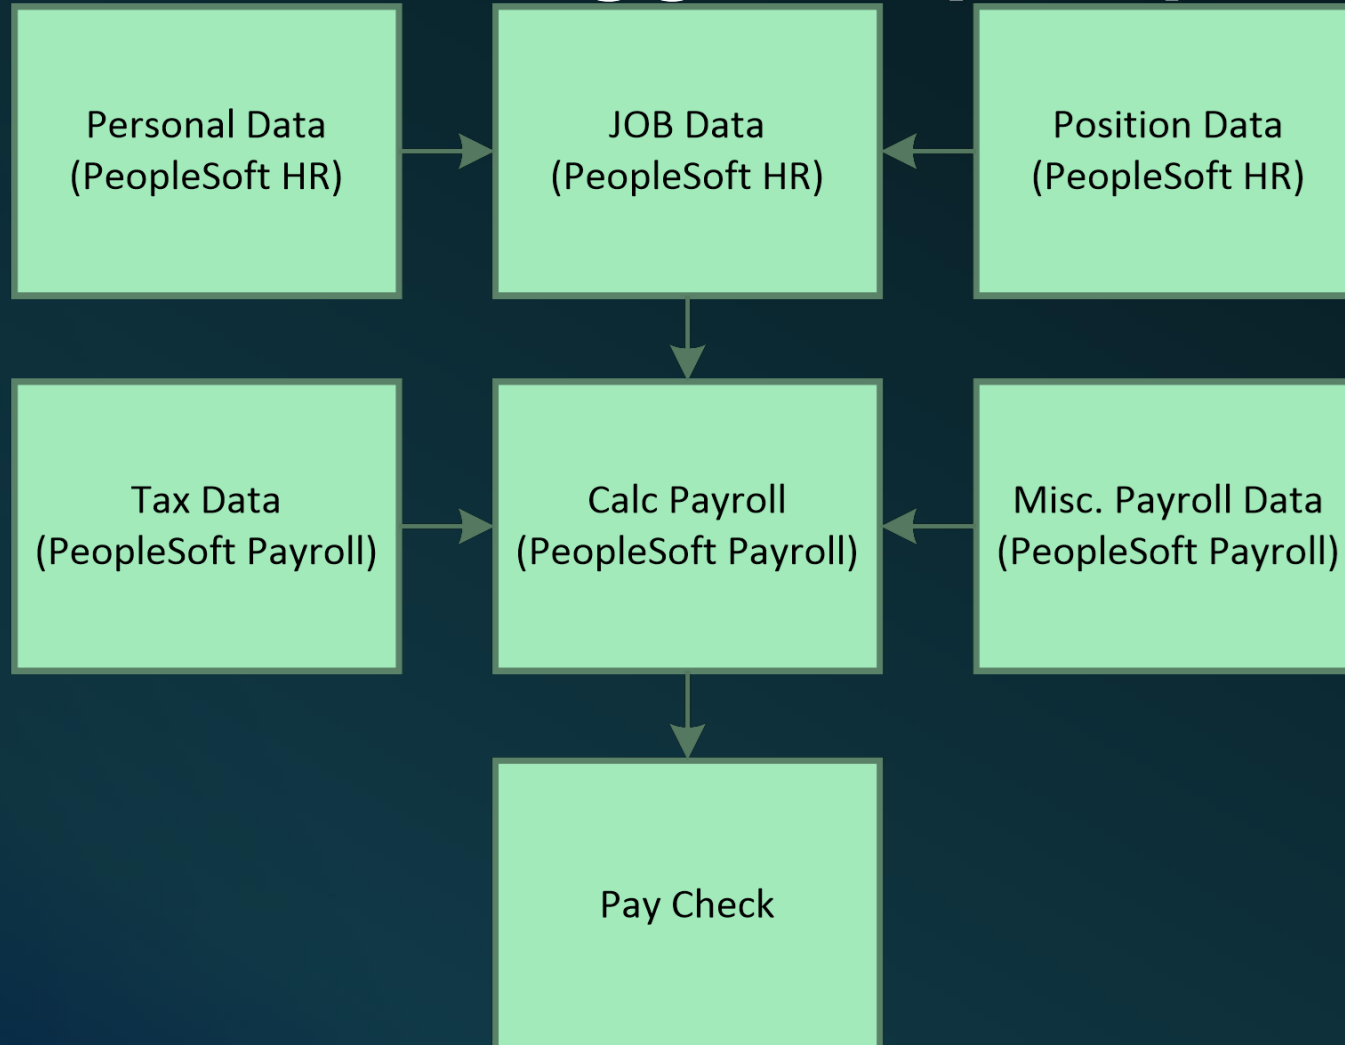 Personal Data
(PeopleSoft HR)
JOB Data
(PeopleSoft HR)
Position Data
(PeopleSoft HR)
Tax Data
(PeopleSoft Payroll)
Calc Payroll
(PeopleSoft Payroll)
Misc. Payroll Data
(PeopleSoft Payroll)
Pay Check